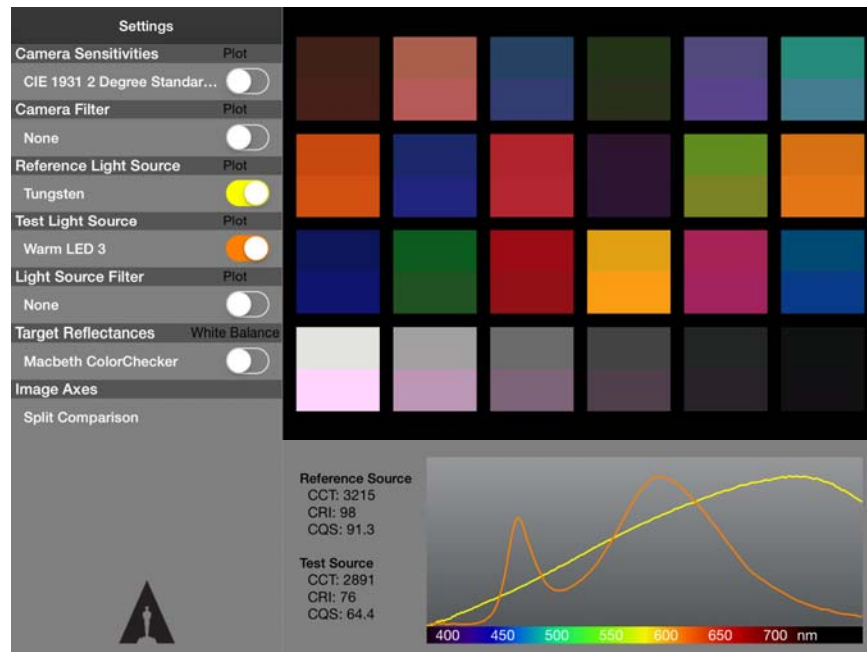 Settings
Camera Sensitivities Plot
CIE 1931 2 Degree Standar...
Camera Filter Plot
None
Reference Light Source Plot
Tungsten
Test Light Source Plot
Warm LED 3
Light Source Filter Plot
None
Target Reflectances White Balance
Macbeth ColorChecker
Image Axes
Split Comparison
Reference Source
CCT: 3215
CRI: 98
CQS: 91.3
Test Source
CCT: 2891
CRI: 76
CQS: 64.4
400 450 500 550 600 650 700 nm